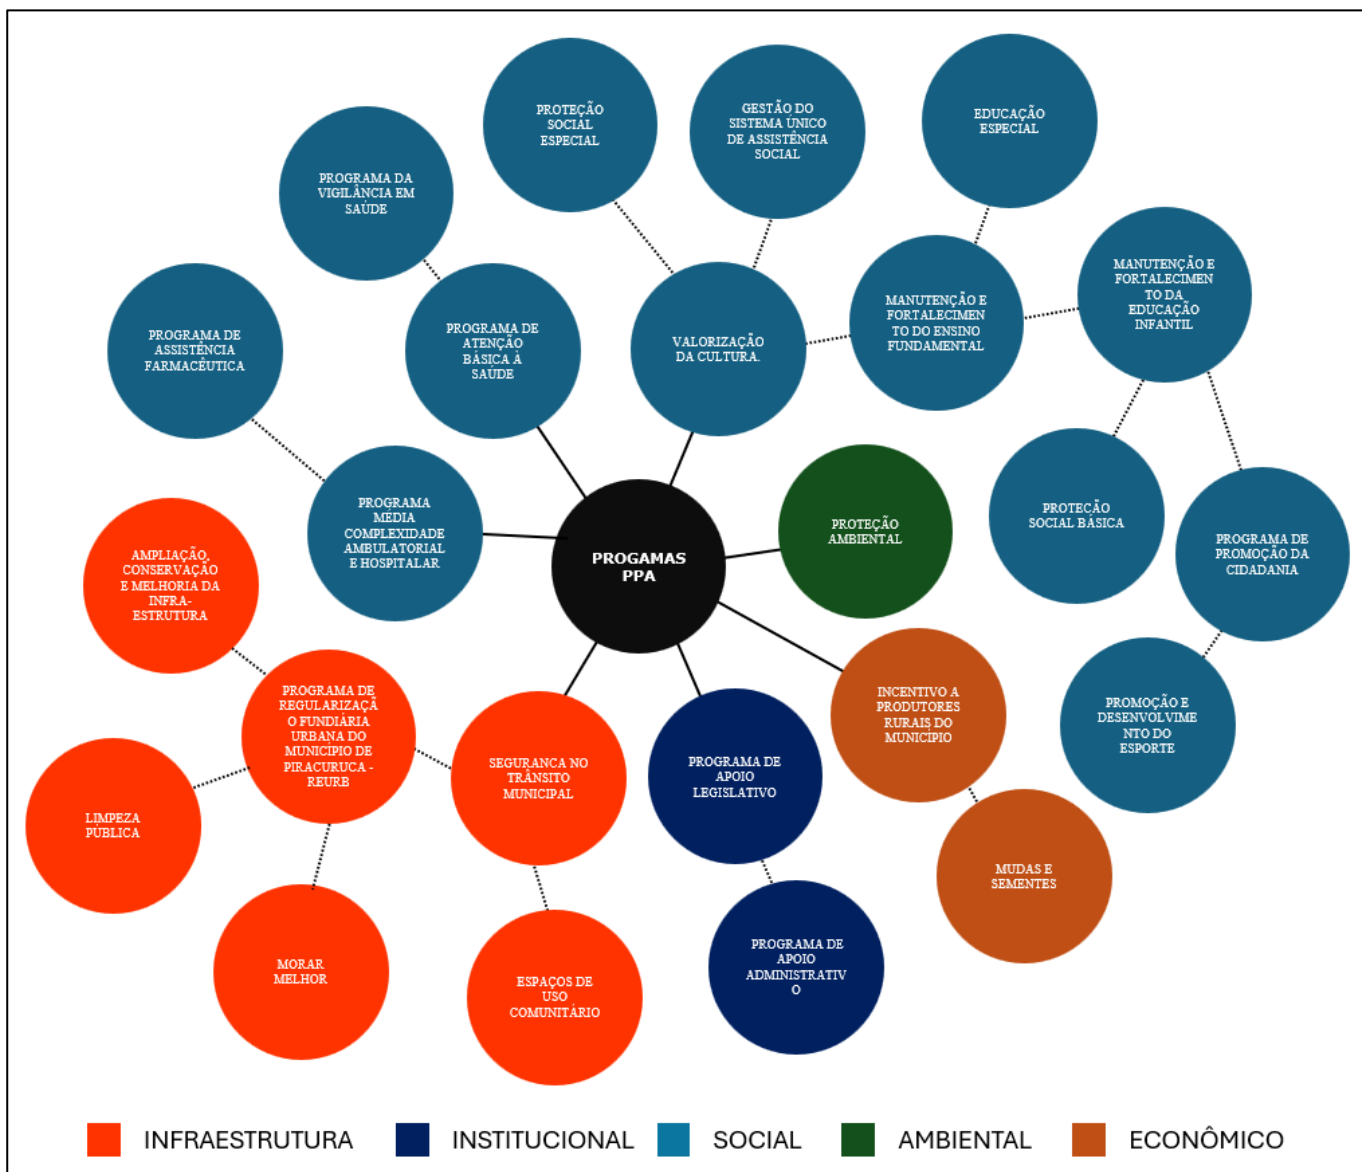 PROTEÇÃO
SOCIAL
ESPECIAL
GESTÃO DO
SISTEMA ÚNICO
DE ASSISTÊNCIA
SOCIAL
EDUCAÇÃO
ESPECIAL
PROGRAMA DA
VIGILÂNCIA EM
SAÚDE
MANUTENÇÃO E
FORTALECIMEN
TO DA
EDUCAÇÃO
INFANTIL
PROGRAMA DE
ASSISTÊNCIA
FARMACÊUTICA
PROGRAMA DE
ATENÇÃO
BÁSICA À
SAÚDE
VALORIZAÇÃO
DA CULTURA.
MANUTENÇÃO E
FORTALECIMEN
TO DO ENSINO
FUNDAMENTAL
PROGRAMA
MÉDIA
COMPLEXIDADE
AMBULATORIAL
E HOSPITALAR
PROTEÇÃO
AMBIENTAL
PROTEÇÃO
SOCIAL BÁSICA
PROGRAMA DE
PROMOÇÃO DA
CIDADANIA
AMPLIAÇÃO,
CONSERVAÇÃO
E MELHORIA DA
INFRA-
ESTRUTURA
PROGAMAS
PPA
PROGRAMA DE
REGULARIZAÇÃ
O FUNDIÁRIA
URBANA DO
MUNICÍPIO DE
PIRACURUCA -
REURB
SEGURANCA NO
TRÂNSITO
MUNICIPAL
PROGRAMA DE
APOIO
LEGISLATIVO
INCENTIVO A
PRODUTORES
RURAIS DO
MUNICÍPIO
PROMOÇÃO E
DESENVOLVIME
NTO DO
ESPORTE
LIMPEZA
PÚBLICA
MUDAS E
SEMENTES
MORAR
MELHOR
ESPAÇOS DE
USO
COMUNITÁRIO
PROGRAMA DE
APOIO
ADMINISTRATIV
O
INFRAESTRUTURA
INSTITUCIONAL
SOCIAL
AMBIENTAL
ECONÔMICO